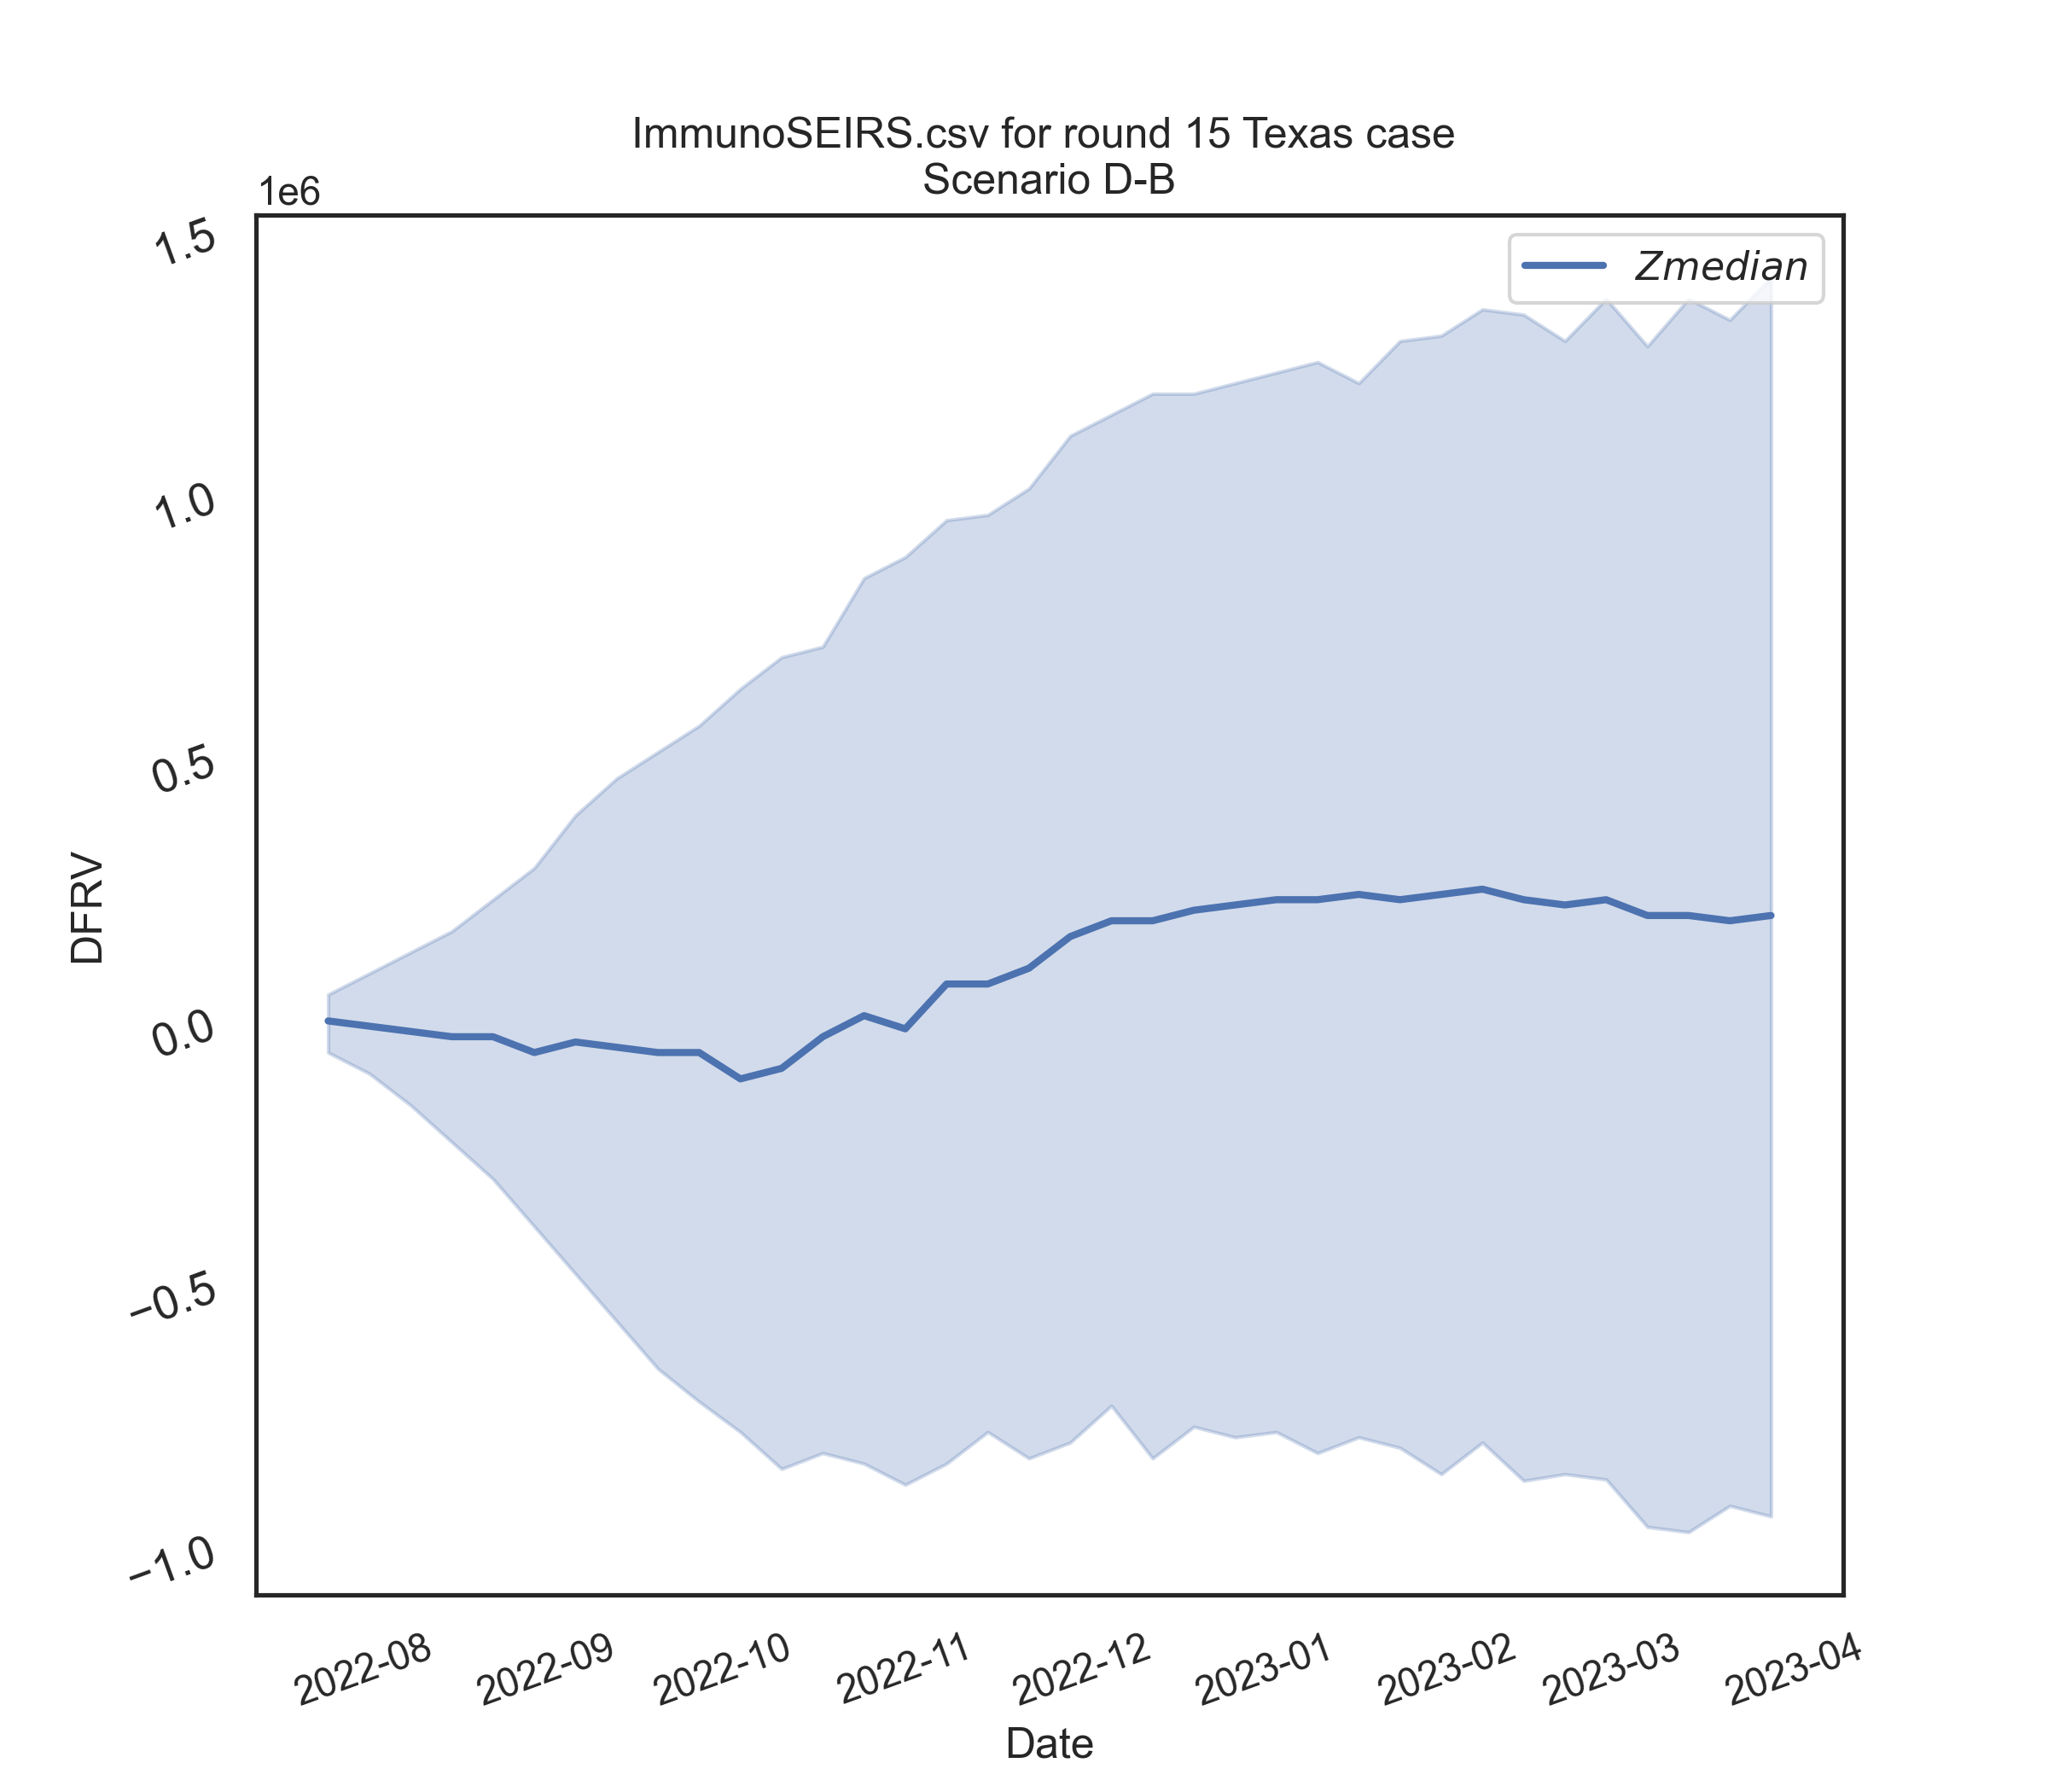 ImmunoSEIRS.csv for round 15 Texas case
Scenario D-B
1e6
Zmedian
1.5
1.0
0.5
0.0
−0.5
−1.0
DFRV
2022-08
2022-09
2022-10
2022-11
2022-12
2023-01
2023-02
2023-03
2023-04
Date